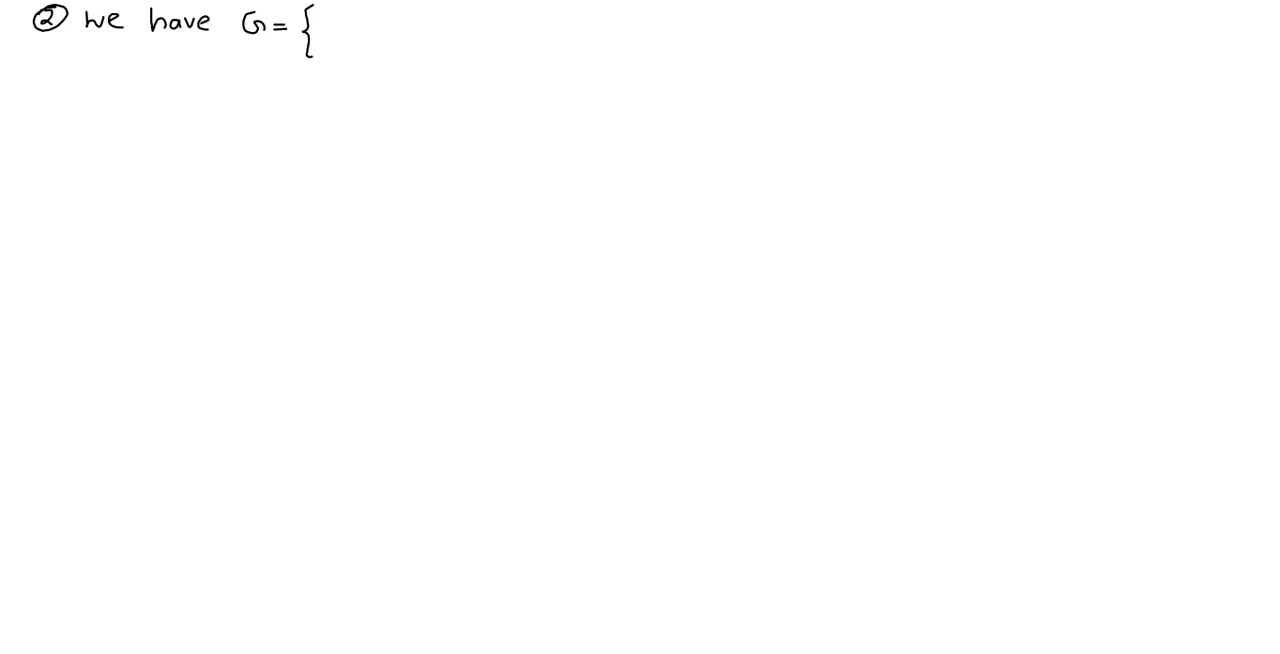 ② we have G = {